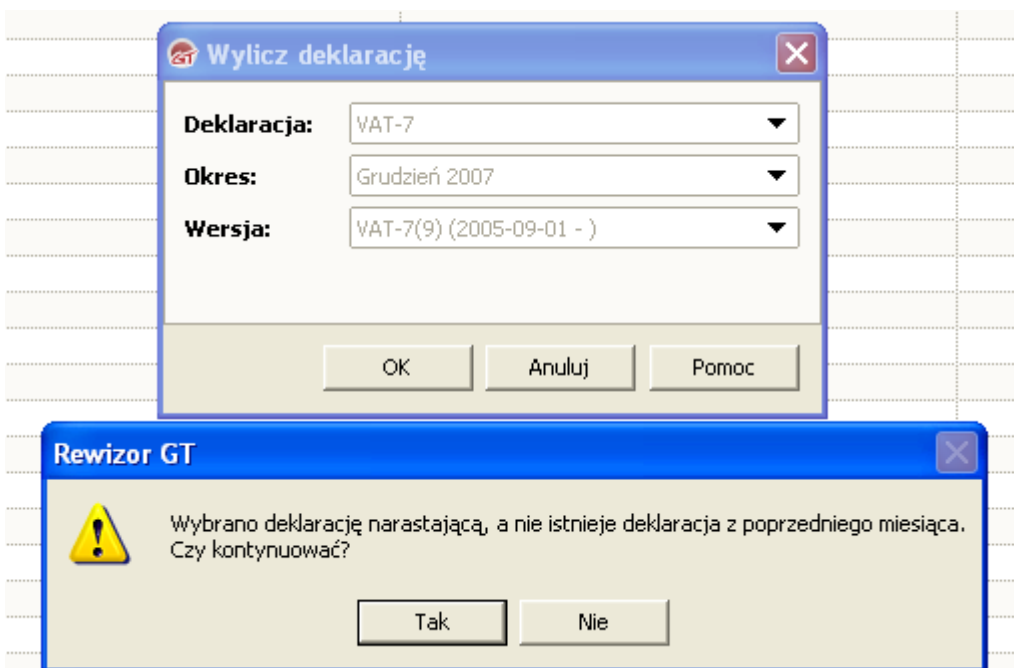 GT Wylicz deklarację
Deklaracja: VAT-7
Okres: Grudzień 2007
Wersja: VAT-7(9) (2005-09-01 - )
OK Anuluj Pomoc
Rewizor GT
Wybrano deklarację narastającą, a nie istnieje deklaracja z poprzedniego miesiąca.
Czy kontynuować?
Tak Nie